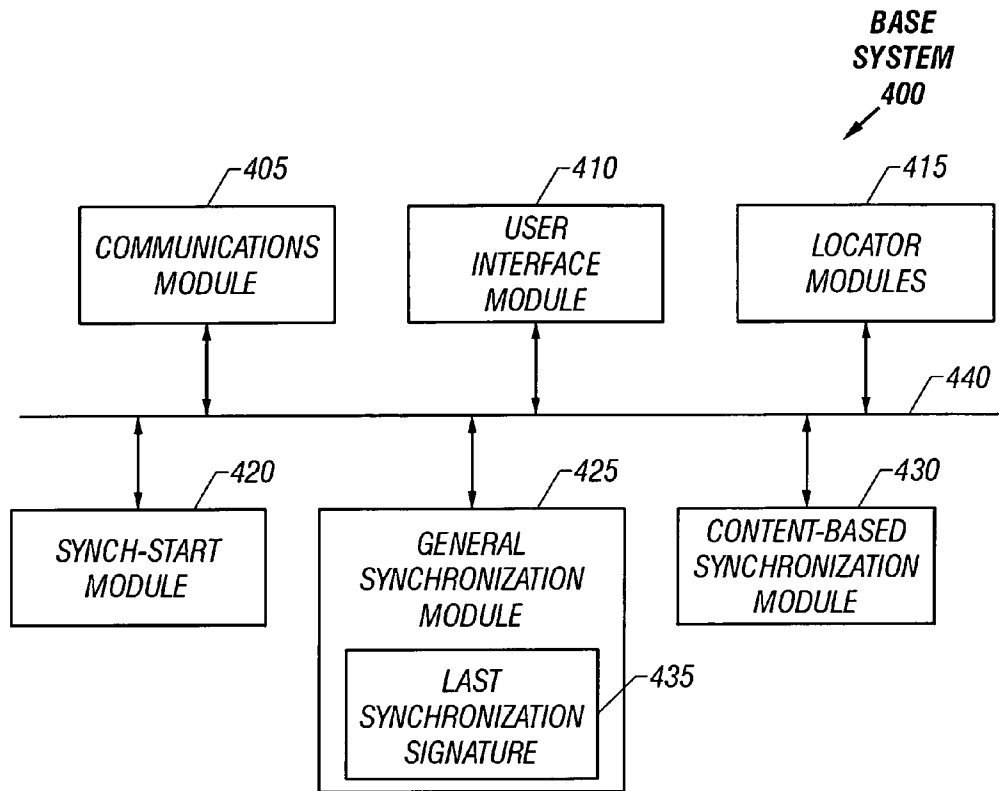 BASE
SYSTEM
400
405
410
415
COMMUNICATIONS
MODULE
USER
INTERFACE
MODULE
LOCATOR
MODULES
440
420
425
430
SYNCH-START
MODULE
GENERAL
SYNCHRONIZATION
MODULE
CONTENT-BASED
SYNCHRONIZATION
MODULE
LAST
SYNCHRONIZATION
SIGNATURE
435